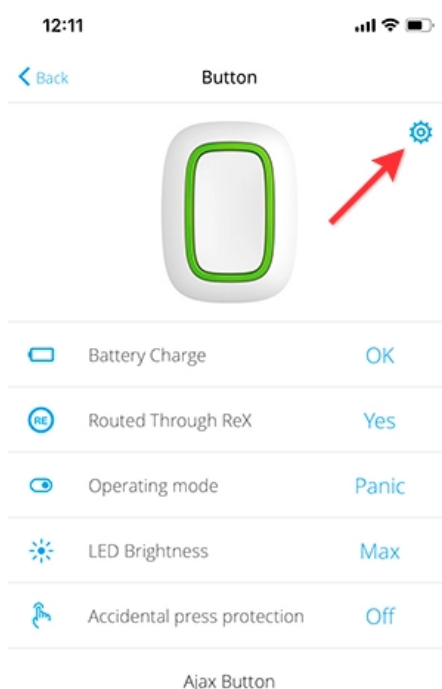 12:11
Back
Button
Battery Charge
OK
RE
Routed Through ReX
Yes
Operating mode
Panic
LED Brightness
Max
Accidental press protection
Off
Ajax Button